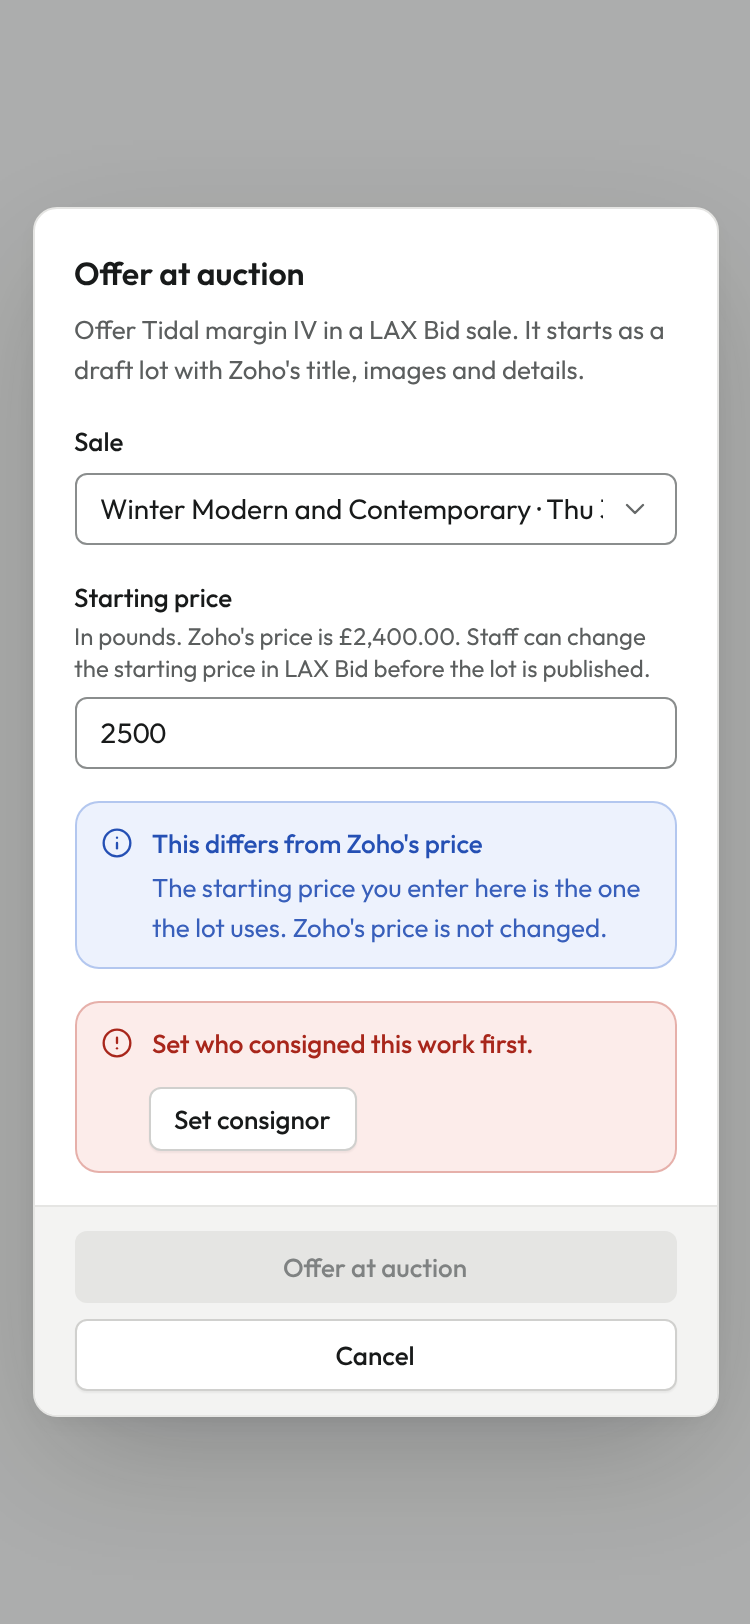 Offer at auction
Offer Tidal margin IV in a LAX Bid sale. It starts as a
draft lot with Zoho's title, images and details.
Sale
Winter Modern and Contemporary · Thu
Starting price
In pounds. Zoho's price is £2,400.00. Staff can change
the starting price in LAX Bid before the lot is published.
2500
This differs from Zoho's price
The starting price you enter here is the one
the lot uses. Zoho's price is not changed.
Set who consigned this work first.
Set consignor
Offer at auction
Cancel